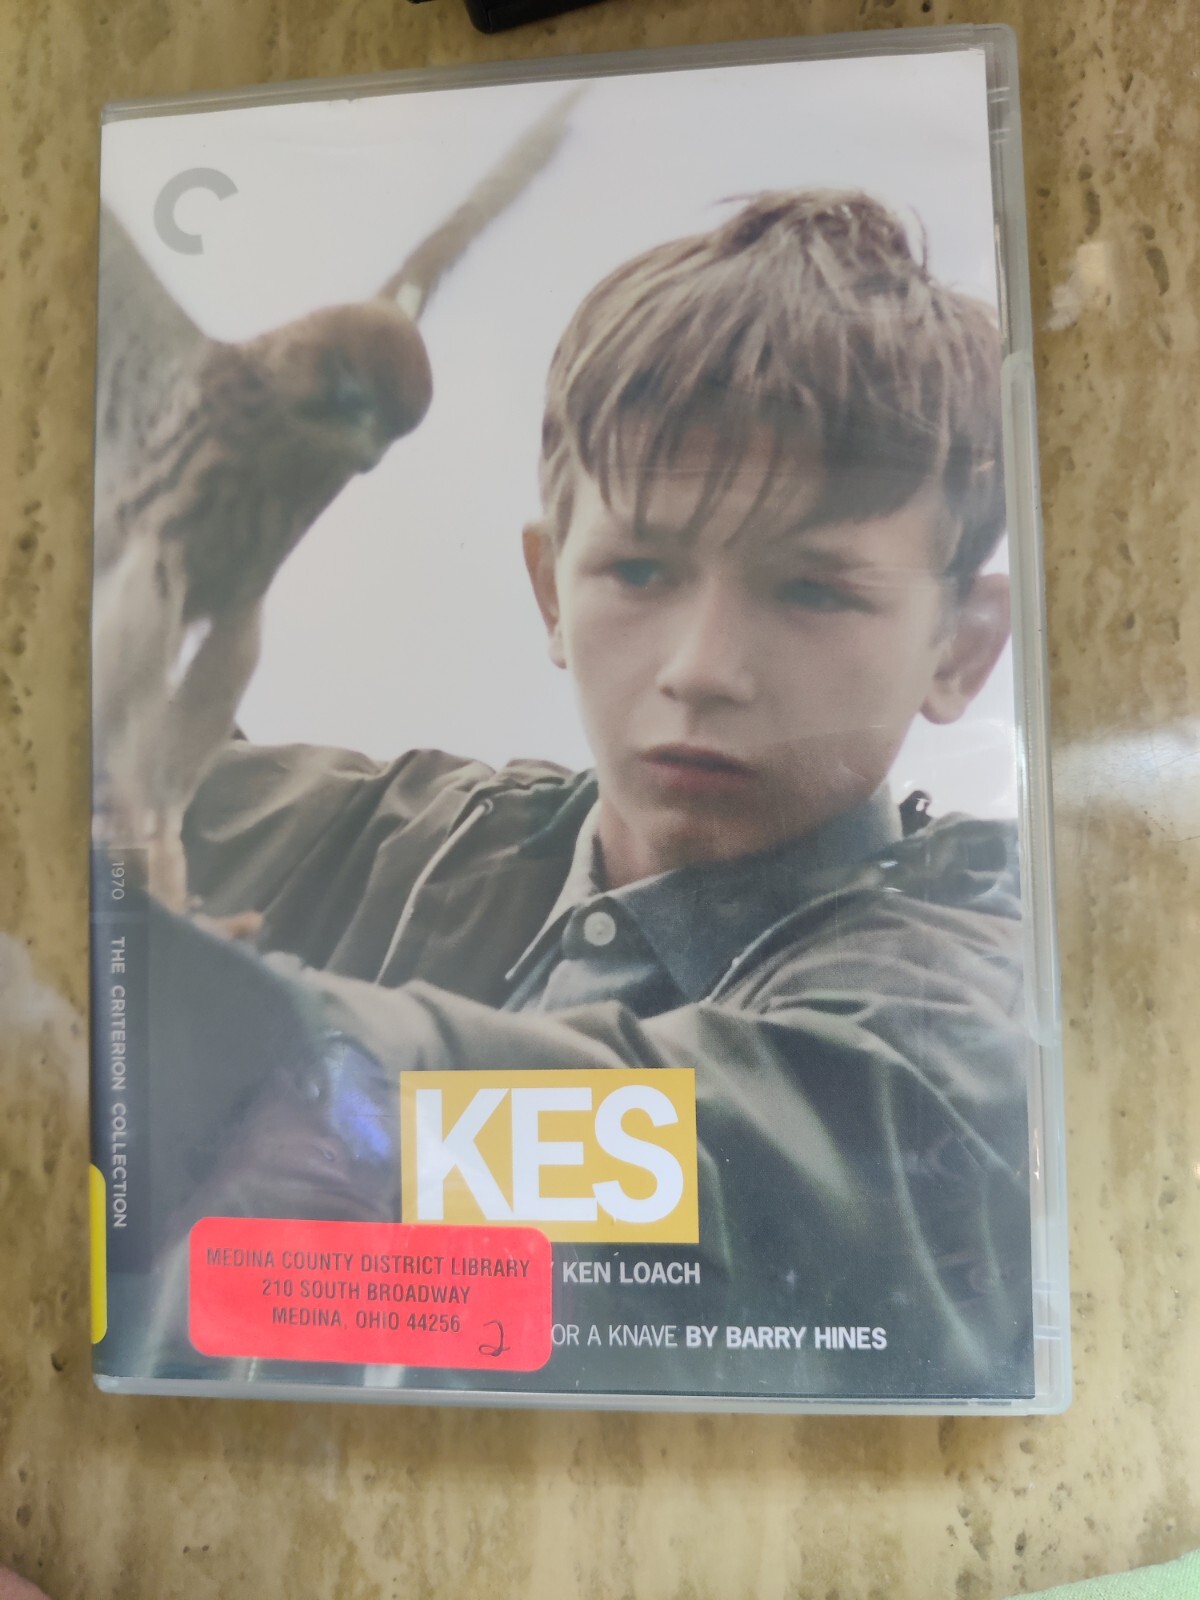 1970 THE CRITERION COLLECTION
KES
KEN LOACH
OR A KNAVE BY BARRY HINES
MEDINA COUNTY DISTRICT LIBRARY
210 SOUTH BROADWAY
MEDINA, OHIO 44256
2